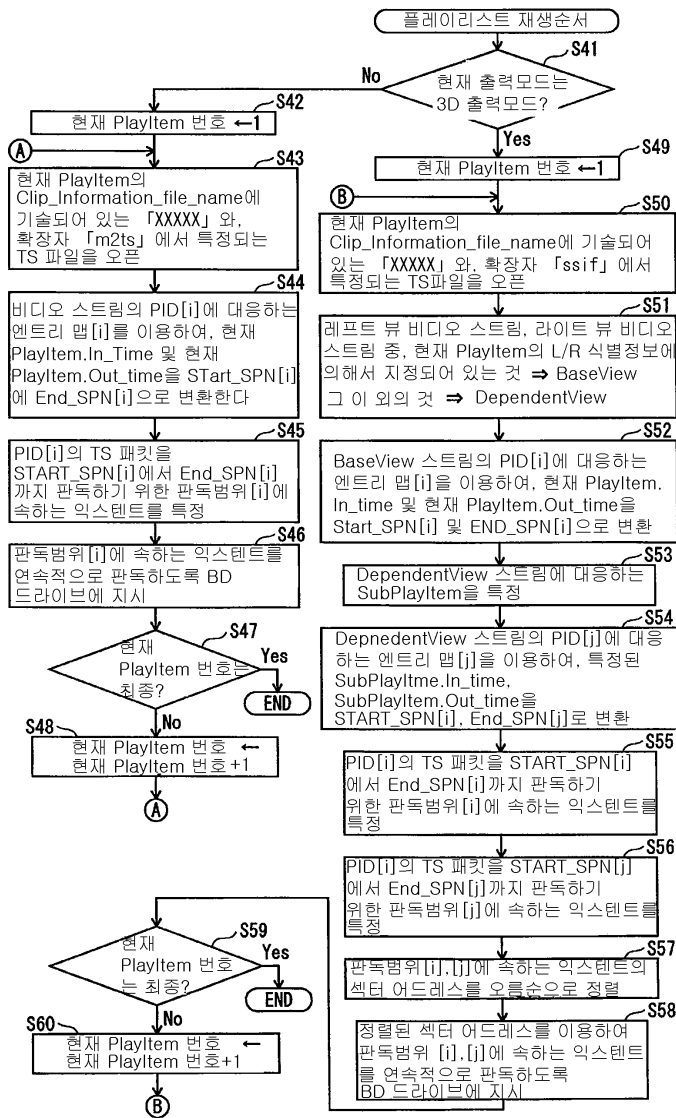 플레이리스트 재생순서
S41
현재 출력모드는
3D 출력모드?
No
Yes
S42
현재 PlayItem 번호 ←1
A
S43
현재 PlayItem의
Clip_Information_file_name에
기술되어 있는 「XXXXX」와,
확장자 「m2ts」에서 특정되는
TS 파일을 오픈
S44
비디오 스트림의 PID[i]에 대응하는
엔트리 맵[i]를 이용하여, 현재
PlayItem.In_Time 및 현재
PlayItem.Out_time을 STart_SPN[i]
에 End_SPN[i]으로 변환한다
S45
PID[i]의 TS 패킷을
START_SPN[i]에서 End_SPN[i]
까지 판독하기 위한 판독범위[i]에
속하는 익스텐트를 특정
S46
판독범위[i]에 속하는 익스텐트를
연속적으로 판독하도록 BD
드라이브에 지시
S47
현재
PlayItem 번호는
최종?
Yes
END
No
S48
현재 PlayItem 번호 ←
현재 PlayItem 번호+1
A
S49
현재 PlayItem 번호 ←1
B
S50
현재 PlayItem의
Clip_Information_file_name에 기술되어
있는 「XXXXX」와, 확장자 「ssif」에서
특정되는 TS파일을 오픈
S51
레프트 뷰 비디오 스트림, 라이트 뷰 비디오
스트림 중, 현재 PlayItem의 L/R 식별정보에
의해서 지정되어 있는 것 ⇒ BaseView
그 이 외의 것 ⇒ DependentView
S52
BaseView 스트림의 PID[i]에 대응하는
엔트리 맵[i]을 이용하여, 현재 PlayItem.
In_time 및 현재 PlayItem.Out_time을
Start_SPN[i] 및 END_SPN[i]으로 변환
S53
DependentView 스트림에 대응하는
SubPlayItem을 특정
S54
DepnedentView 스트림의 PID[j]에 대응
하는 엔트리 맵[j]을 이용하여, 특정된
SubPlayItme.In_time,
SubPlayItem.Out_time을
START_SPN[i], End_SPN[j]로 변환
S55
PID[i]의 TS 패킷을 START_SPN[i]
에서 End_SPN[i]까지 판독하기
위한 판독범위[i]에 속하는 익스텐트를
특정
S56
PID[i]의 TS 패킷을 START_SPN[j]
에서 End_SPN[j]까지 판독하기
위한 판독범위[j]에 속하는 익스텐트를
특정
S57
판독범위[i],[j]에 속하는 익스텐트의
섹터 어드레스를 오름순으로 정렬
S58
정렬된 섹터 어드레스를 이용하여
판독범위 [i],[j]에 속하는 익스텐트
를 연속적으로 판독하도록
BD 드라이브에 지시
S59
현재
PlayItem 번호
는 최종?
Yes
END
No
S60
현재 PlayItem 번호 ←
현재 PlayItem 번호+1
B